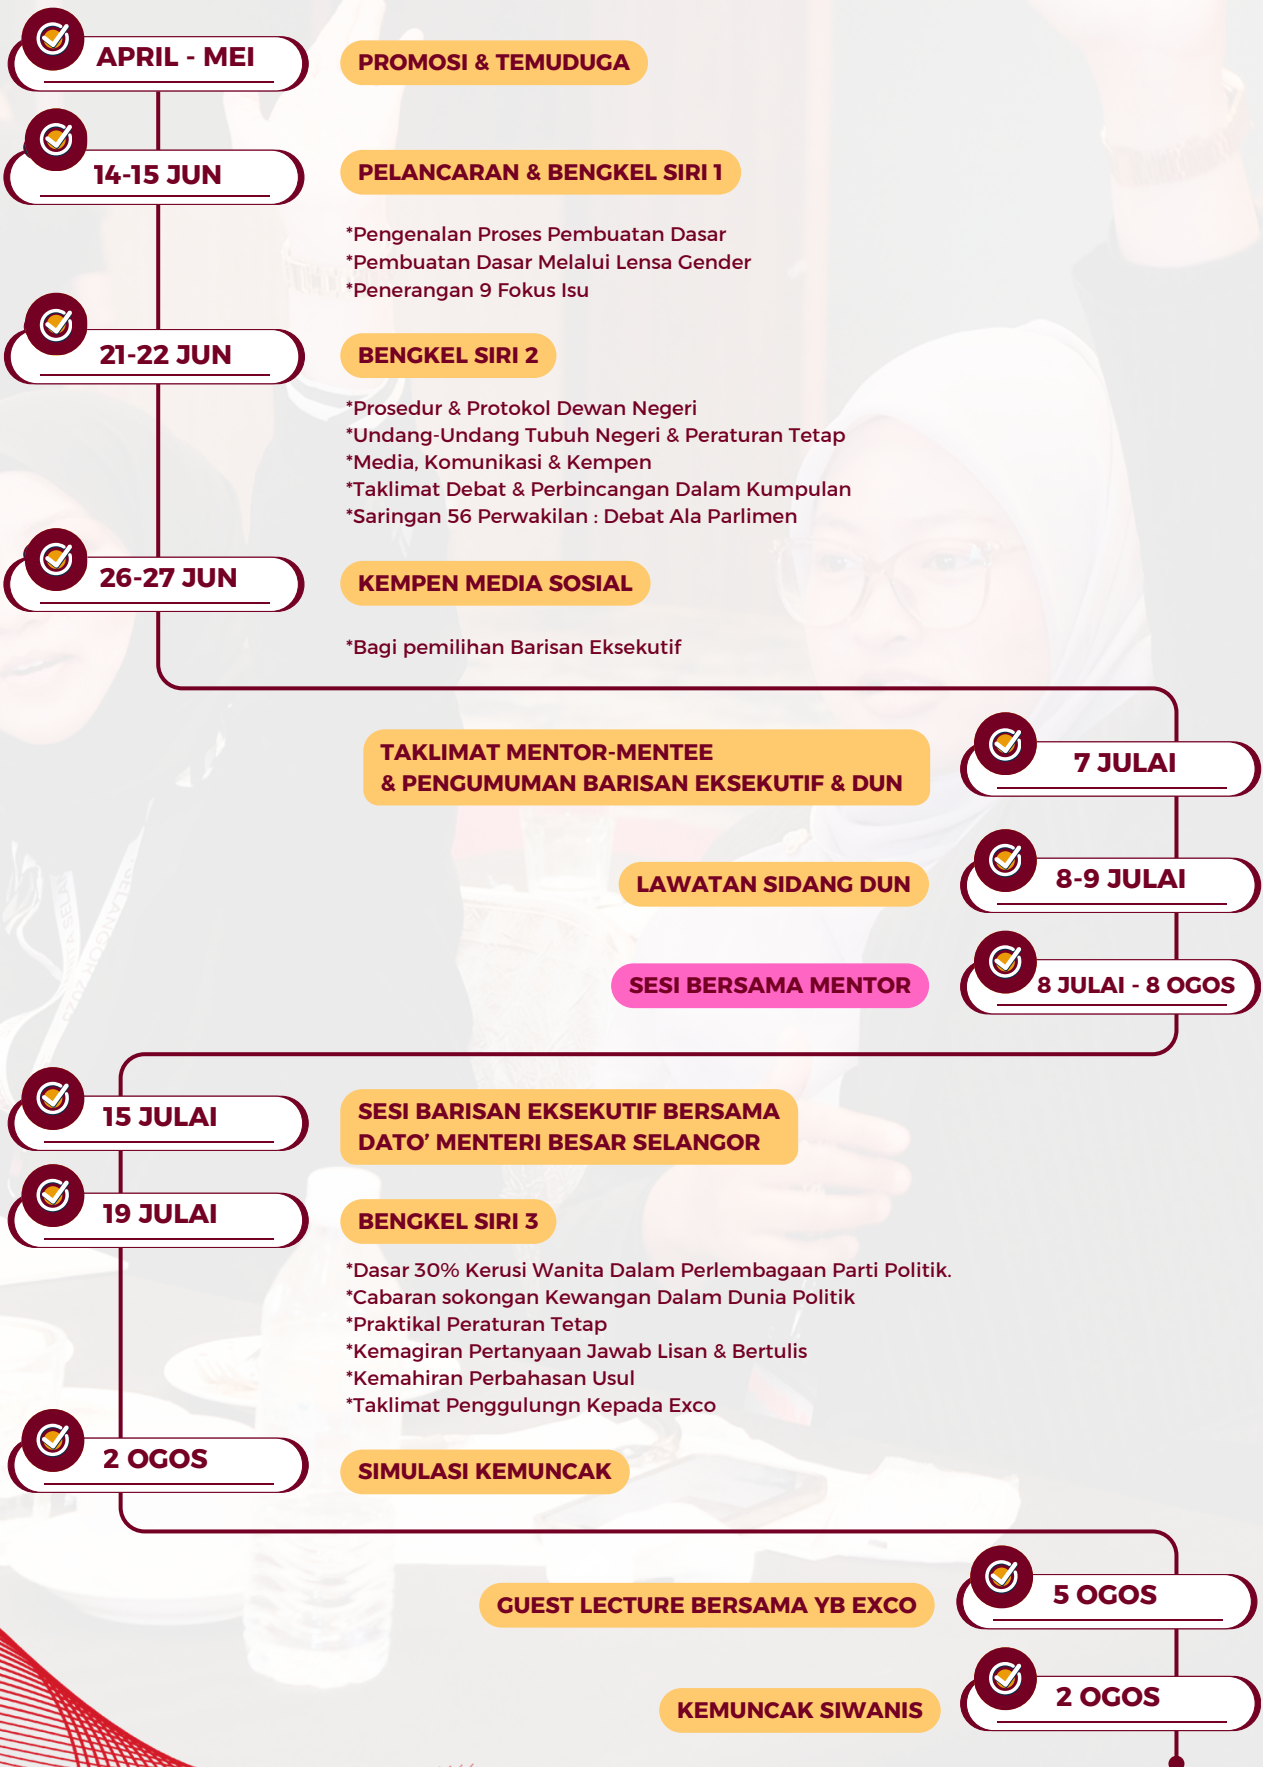 APRIL - MEI
PROMOSI & TEMUDUGA
14-15 JUN
PELANCARAN & BENGKEL SIRI 1
*Pengenalan Proses Pembuatan Dasar
*Pembuatan Dasar Melalui Lensa Gender
*Penerangan 9 Fokus Isu
21-22 JUN
BENGKEL SIRI 2
*Prosedur & Protokol Dewan Negeri
*Undang-Undang Tubuh Negeri & Peraturan Tetap
*Media, Komunikasi & Kempen
*Taklimat Debat & Perbincangan Dalam Kumpulan
*Saringan 56 Perwakilan : Debat Ala Parlimen
26-27 JUN
KEMPEN MEDIA SOSIAL
*Bagi pemilihan Barisan Eksekutif
TAKLIMAT MENTOR-MENTEE
& PENGUMUMAN BARISAN EKSEKUTIF & DUN
7 JULAI
LAWATAN SIDANG DUN
8-9 JULAI
SESI BERSAMA MENTOR
8 JULAI - 8 OGOS
15 JULAI
SESI BARISAN EKSEKUTIF BERSAMA
DATO’ MENTERI BESAR SELANGOR
19 JULAI
BENGKEL SIRI 3
*Dasar 30% Kerusi Wanita Dalam Perlembagaan Parti Politik.
*Cabaran sokongan Kewangan Dalam Dunia Politik
*Praktikal Peraturan Tetap
*Kemagiran Pertanyaan Jawab Lisan & Bertulis
*Kemahiran Perbahasan Usul
*Taklimat Penggulungn Kepada Exco
2 OGOS
SIMULASI KEMUNCAK
GUEST LECTURE BERSAMA YB EXCO
5 OGOS
KEMUNCAK SIWANIS
2 OGOS